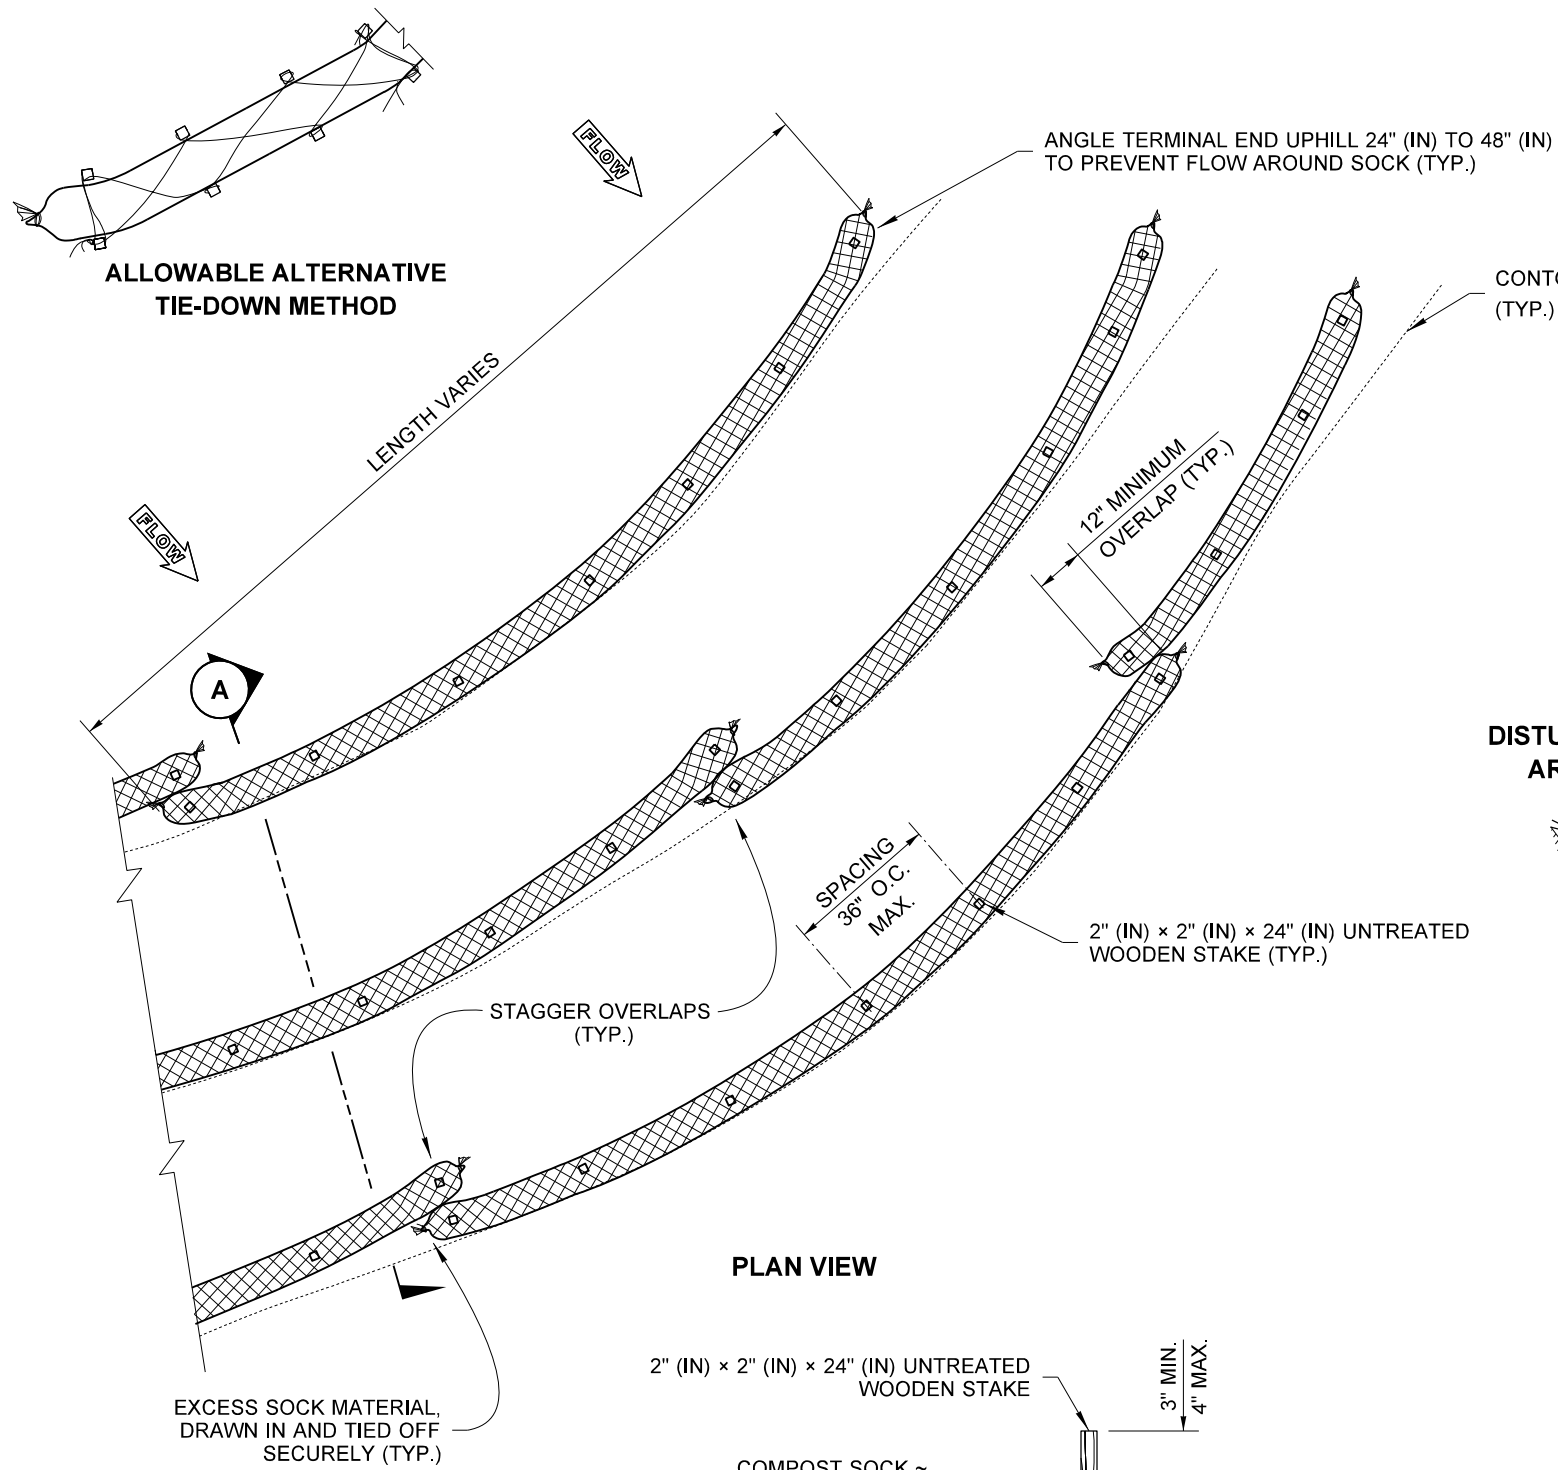 ALLOWABLE ALTERNATIVE
TIE-DOWN METHOD
FLOW
ANGLE TERMINAL END UPHILL 24" (IN) TO 48" (IN)
TO PREVENT FLOW AROUND SOCK (TYP.)
(TYP.)
LENGTH VARIES
12" MINIMUM
OVERLAP (TYP.)
FLOW
A
SPACING
36" O.C.
MAX.
2" (IN) × 2" (IN) × 24" (IN) UNTREATED
WOODEN STAKE (TYP.)
STAGGER OVERLAPS
(TYP.)
PLAN VIEW
EXCESS SOCK MATERIAL,
DRAWN IN AND TIED OFF
SECURELY (TYP.)
2" (IN) × 2" (IN) × 24" (IN) UNTREATED
WOODEN STAKE
3" MIN.
4" MAX.
COMPOST SOCK ~